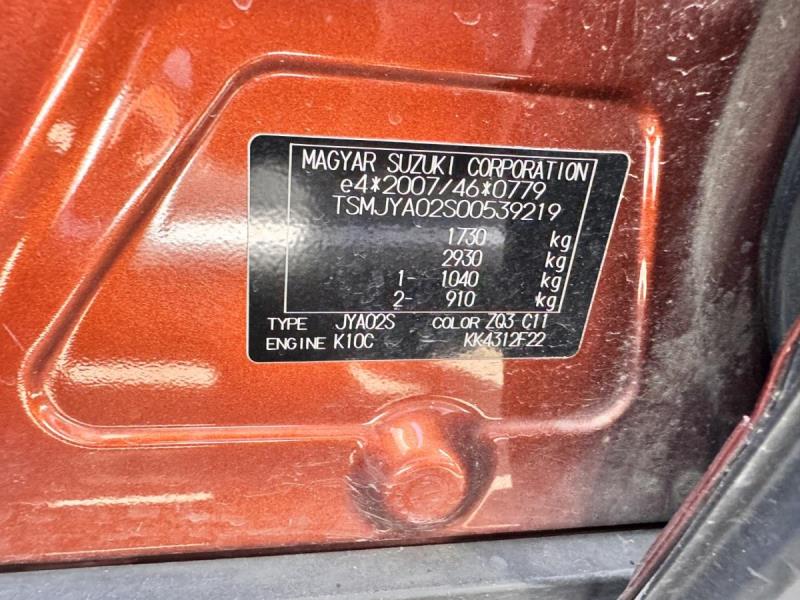 MAGYAR SUZUKI CORPORATION
e4*2007/46*0779
TSMJYA02S00539219
1730 kg
2930 kg
1- 1040 kg
2- 910 kg
TYPE JYA02S COLOR ZQ3 C11
ENGINE K10C KK4312F22